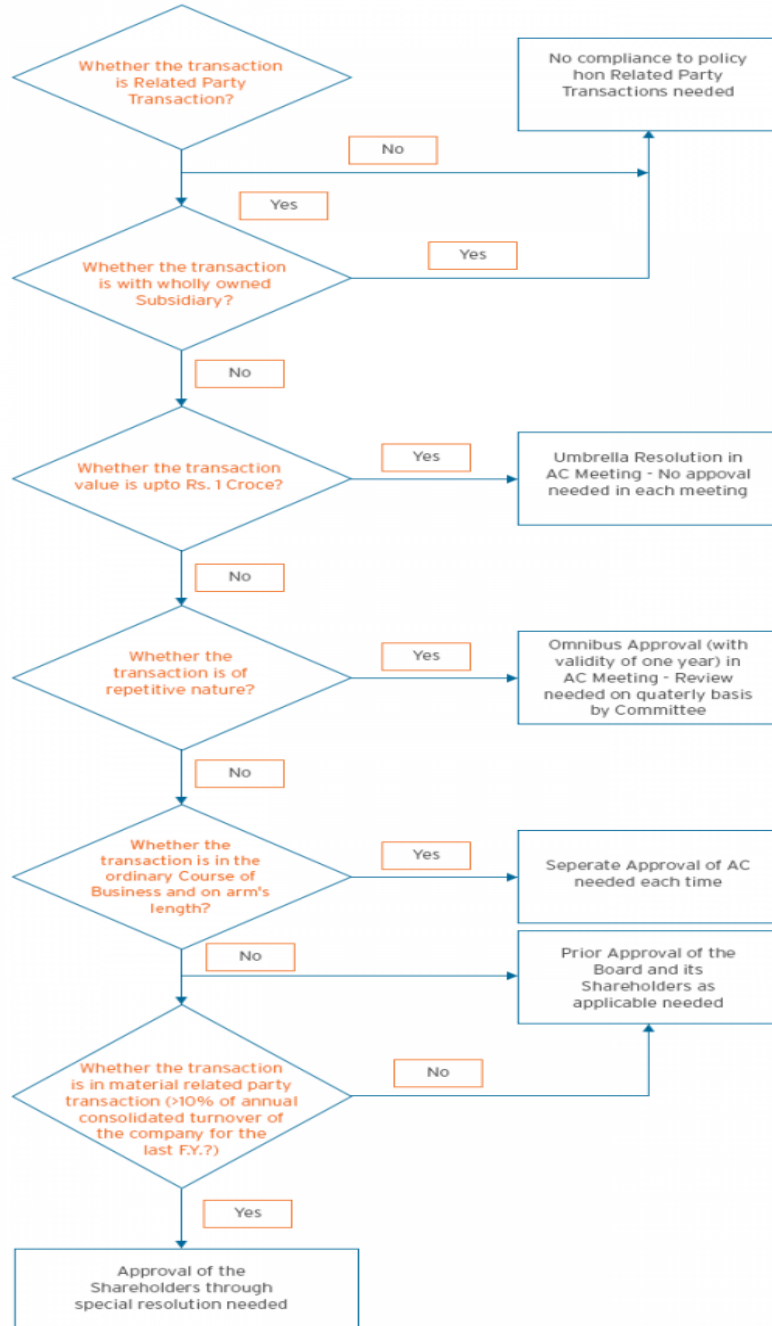 Whether the transaction
is Related Party
Transaction?
No compliance to policy
hon Related Party
Transactions needed
No
Yes
Whether the transaction
is with wholly owned
Subsidiary?
Yes
No
Whether the transaction
value is upto Rs. 1 Croce?
Yes
Umbrella Resolution in
AC Meeting - No appoval
needed in each meeting
No
Whether the
transaction is of
repetitive nature?
Yes
Omnibus Approval (with
validity of one year) in
AC Meeting - Review
needed on quaterly basis
by Committee
No
Whether the
transaction is in the
ordinary Course of
Business and on arm's
length?
Yes
Seperate Approval of AC
needed each time
No
Prior Approval of the
Board and its
Shareholders as
applicable needed
Whether the transaction
is in material related party
transaction (>10% of annual
consolidated turnover of
the company for the
last F.Y.?)
No
Yes
Approval of the
Shareholders through
special resolution needed